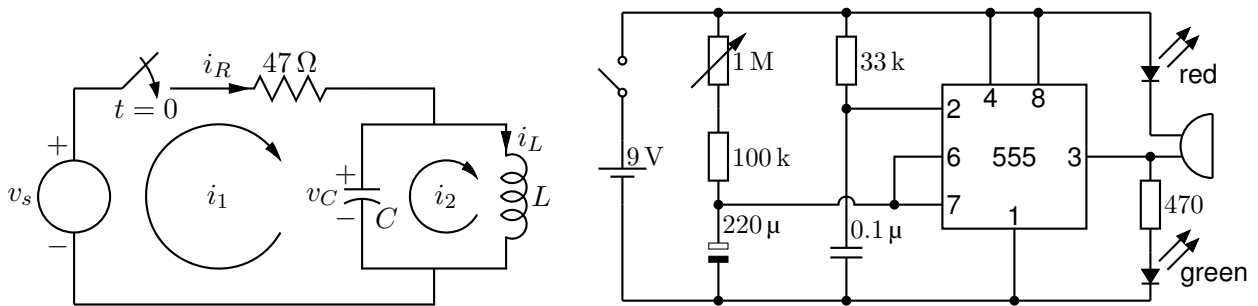 i_R
47 Ω
t = 0
+
v_s
−
i_1
+
v_C
−
C
i_2
i_L
L
9 V
1 M
100 k
220 µ
33 k
0.1 µ
4
8
2
6
555
3
7
1
red
470
green